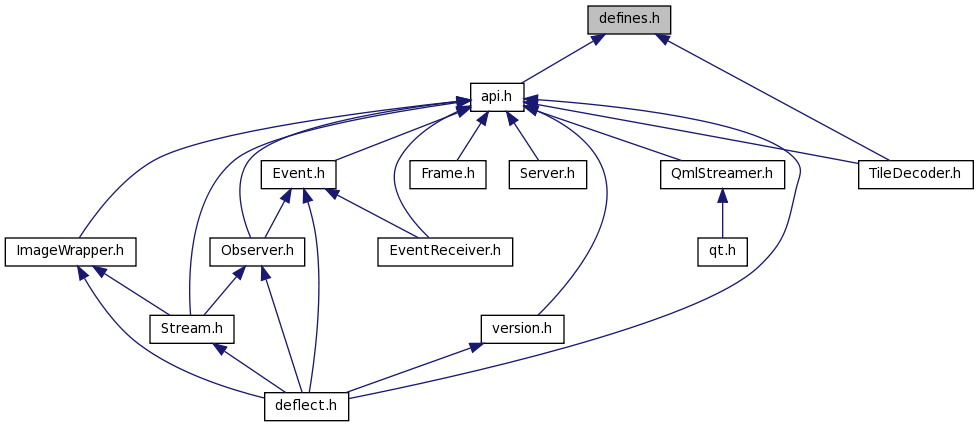 defines.h
api.h
Event.h
Frame.h
Server.h
QmlStreamer.h
TileDecoder.h
ImageWrapper.h
Observer.h
EventReceiver.h
qt.h
Stream.h
version.h
deflect.h